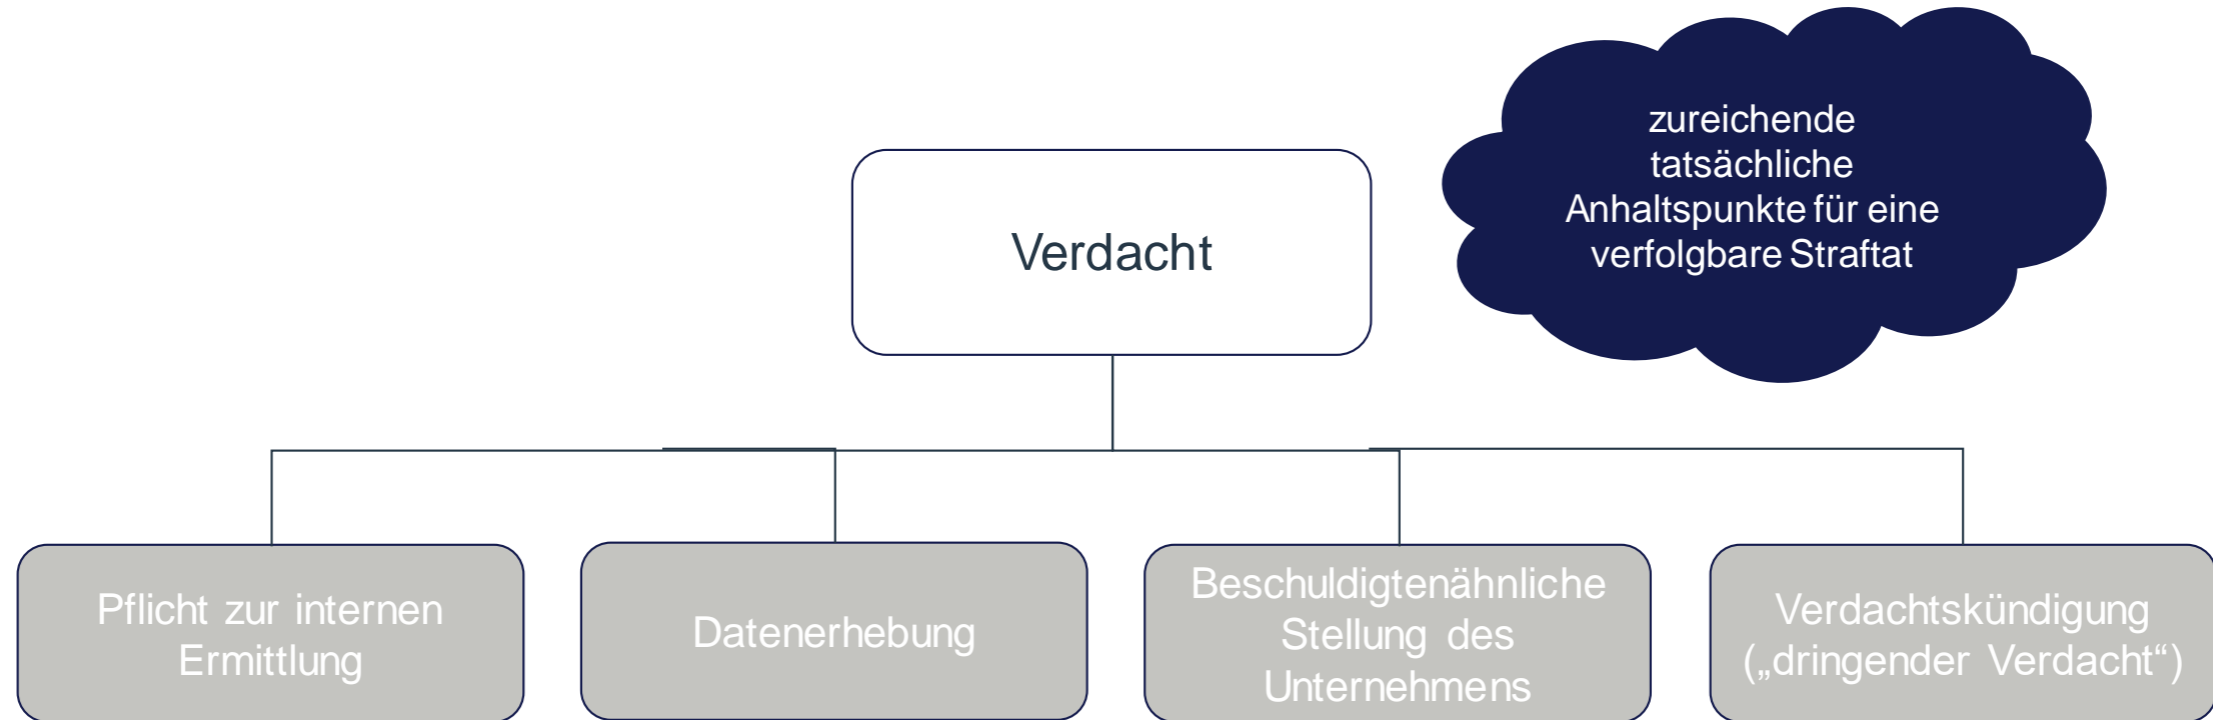 zureichende
tatsächliche
Anhaltspunkte für eine
verfolgbare Straftat
Verdacht
Pflicht zur internen
Ermittlung
Datenerhebung
Beschuldigtenähnliche
Stellung des
Unternehmens
Verdachtskündigung
(„dringender Verdacht“)